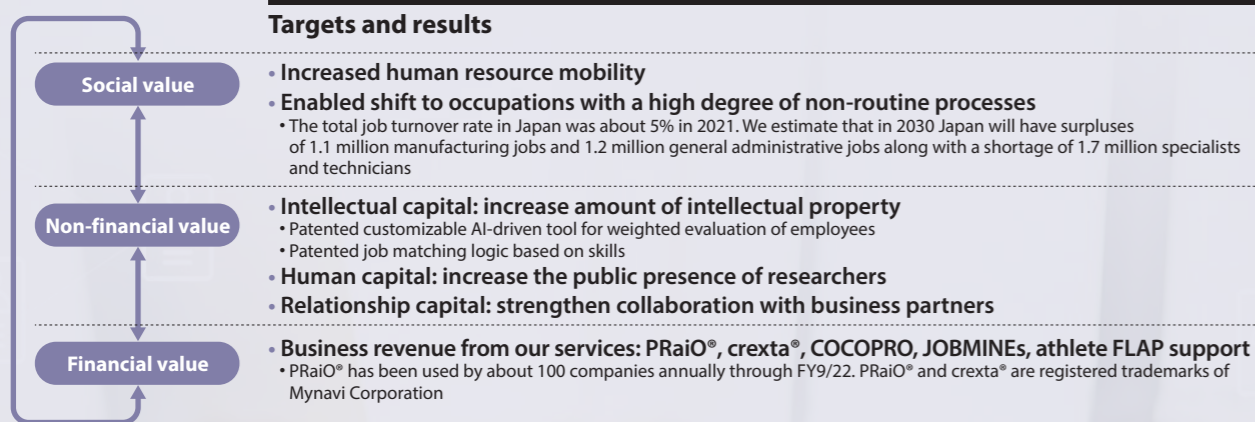 Targets and results
Social value
• Increased human resource mobility
• Enabled shift to occupations with a high degree of non-routine processes
• The total job turnover rate in Japan was about 5% in 2021. We estimate that in 2030 Japan will have surpluses
of 1.1 million manufacturing jobs and 1.2 million general administrative jobs along with a shortage of 1.7 million specialists
and technicians
Non-financial value
• Intellectual capital: increase amount of intellectual property
• Patented customizable AI-driven tool for weighted evaluation of employees
• Patented job matching logic based on skills
• Human capital: increase the public presence of researchers
• Relationship capital: strengthen collaboration with business partners
Financial value
• Business revenue from our services: PRaiO®, crexta®, COCOPRO, JOBMINEs, athlete FLAP support
• PRaiO® has been used by about 100 companies annually through FY9/22. PRaiO® and crexta® are registered trademarks of
Mynavi Corporation